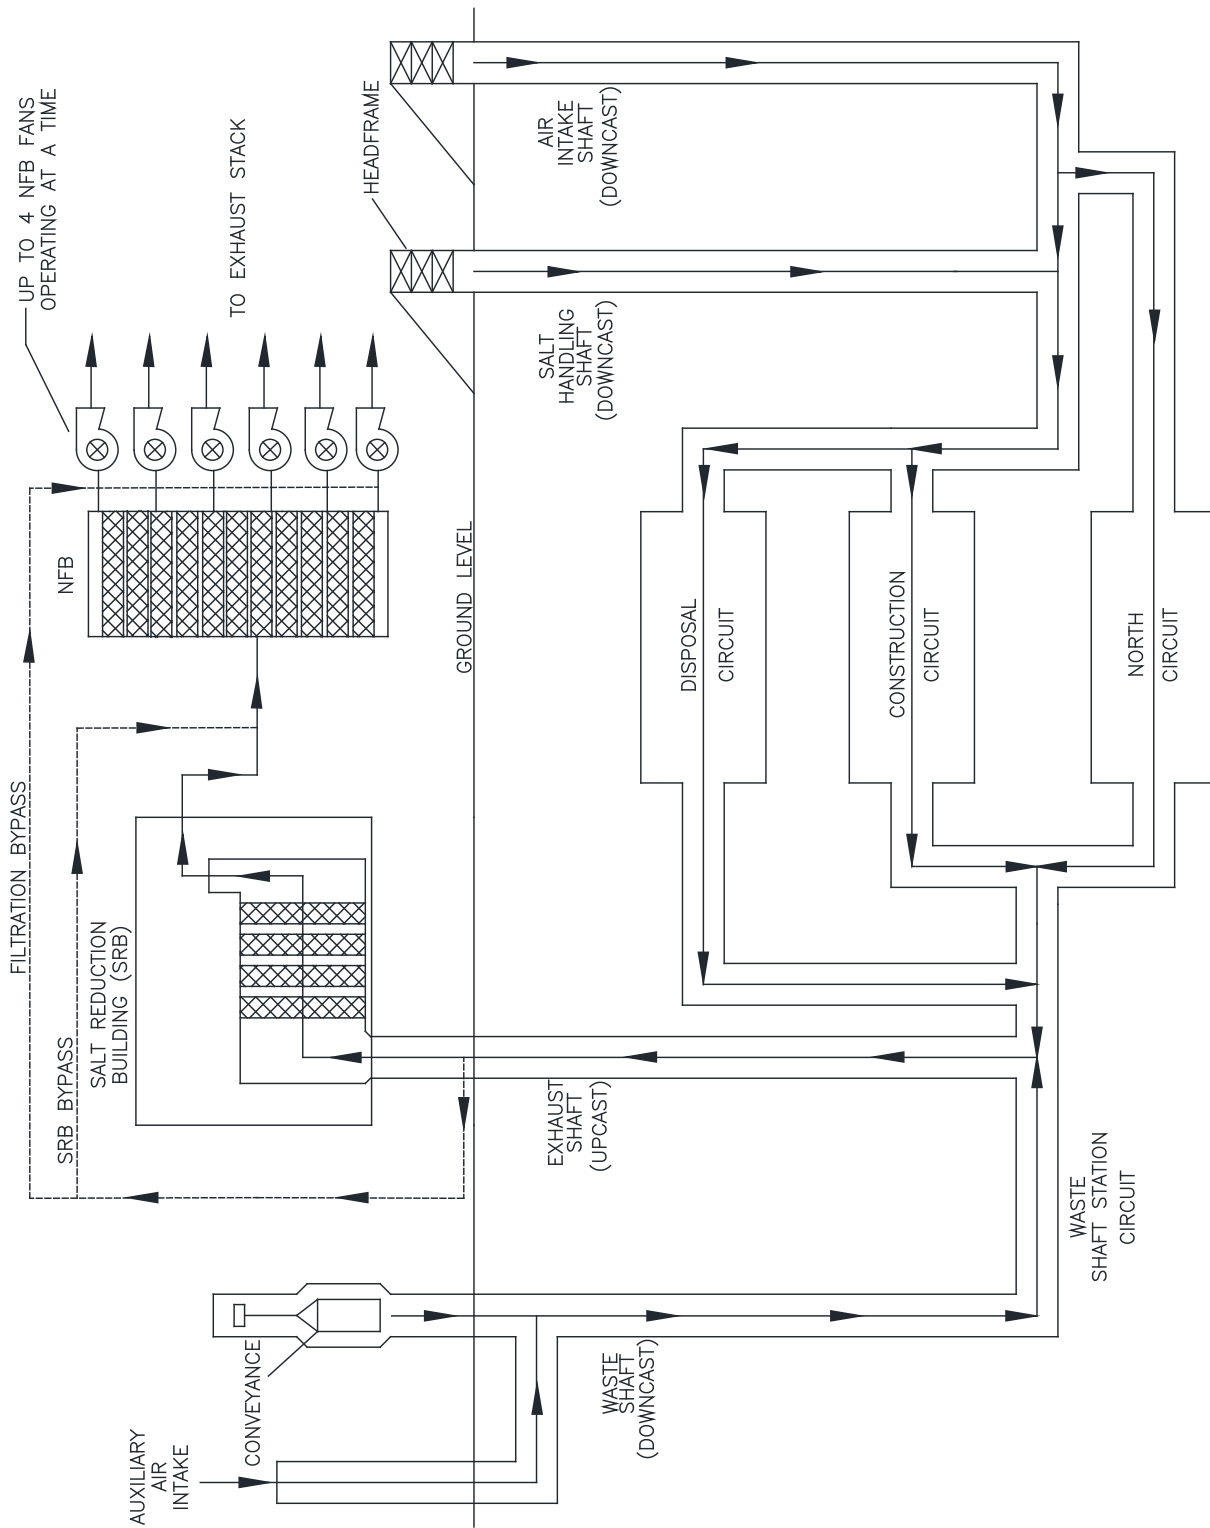 AUXILIARY
AIR
INTAKE
CONVEYANCE
WASTE
SHAFT
(DOWNCAST)
SRB BYPASS
FILTRATION BYPASS
SALT REDUCTION
BUILDING (SRB)
EXHAUST
SHAFT
(UPCAST)
WASTE
SHAFT STATION
CIRCUIT
NFB
GROUND LEVEL
DISPOSAL
CIRCUIT
CONSTRUCTION
CIRCUIT
NORTH
CIRCUIT
UP TO 4 NFB FANS
OPERATING AT A TIME
TO EXHAUST STACK
HEADFRAME
SALT
HANDLING
SHAFT
(DOWNCAST)
AIR
INTAKE
SHAFT
(DOWNCAST)